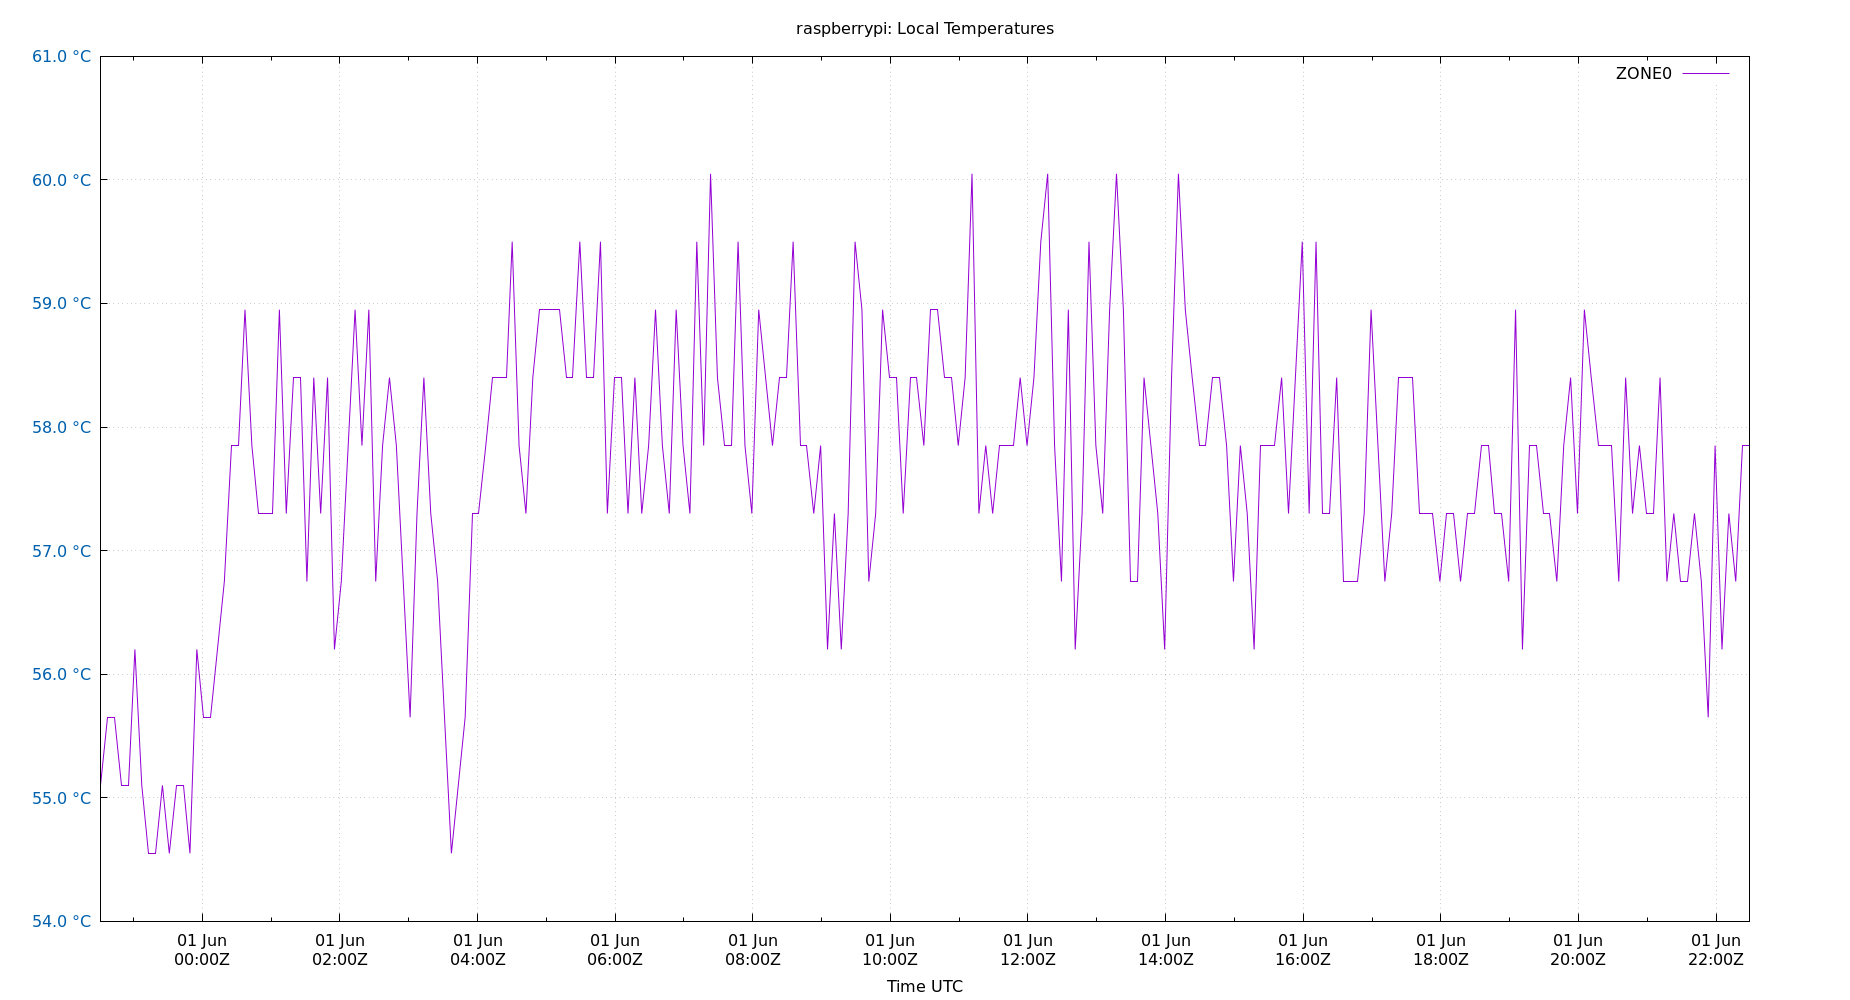 raspberrypi: Local Temperatures
61.0 °C
ZONE0
60.0 °C
59.0 °C
58.0 °C
57.0 °C
56.0 °C
55.0 °C
54.0 °C
01 Jun 01 Jun 01 Jun 01 Jun 01 Jun 01 Jun 01 Jun 01 Jun 01 Jun 01 Jun 01 Jun 01 Jun
00:00Z 02:00Z 04:00Z 06:00Z 08:00Z 10:00Z 12:00Z 14:00Z 16:00Z 18:00Z 20:00Z 22:00Z
Time UTC